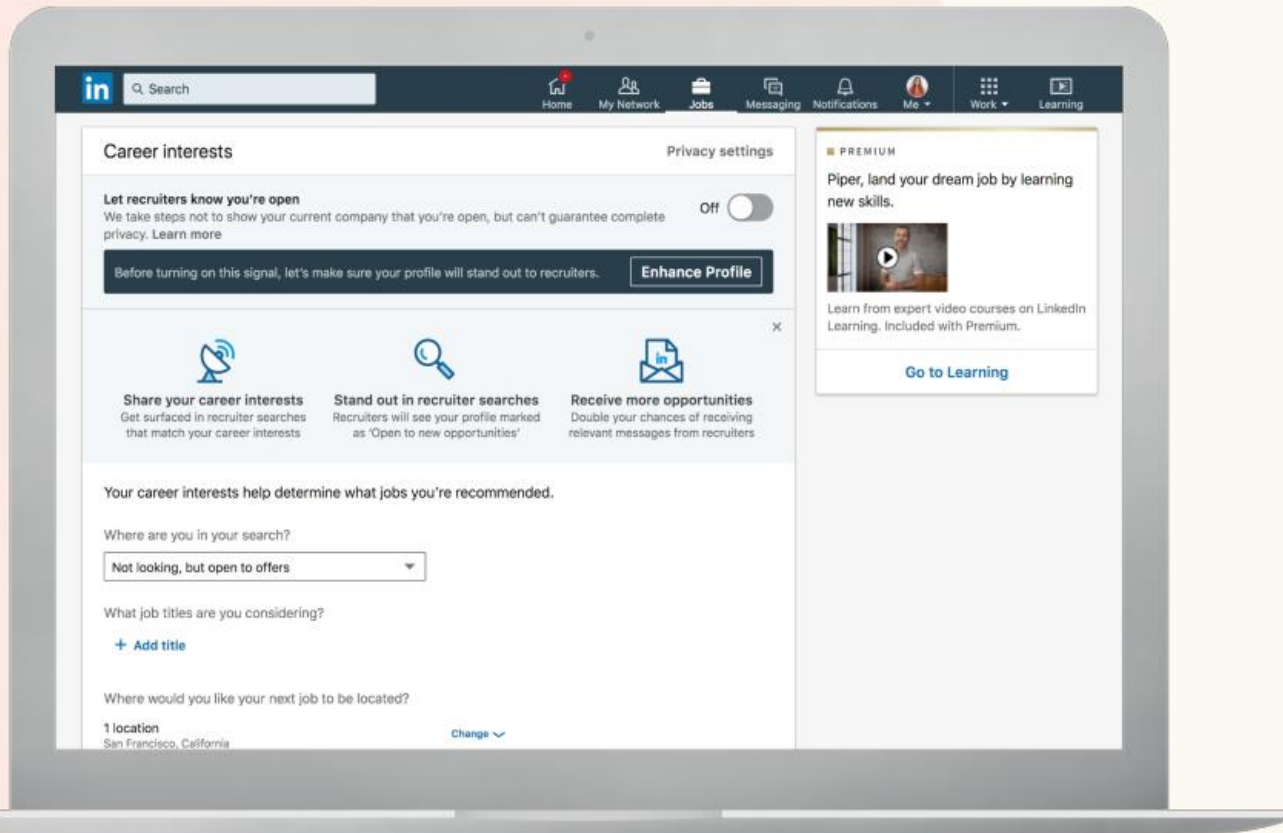 in
Search
Home My Network Jobs Messaging Notifications Me Work Learning
Career interests
Privacy settings
Let recruiters know you're open
We take steps not to show your current company that you're open, but can't guarantee complete
privacy. Learn more
Off
Before turning on this signal, let's make sure your profile will stand out to recruiters.
Enhance Profile
Share your career interests
Get surfaced in recruiter searches
that match your career interests
Stand out in recruiter searches
Recruiters will see your profile marked
as 'Open to new opportunities'
in
Receive more opportunities
Double your chances of receiving
relevant messages from recruiters
Your career interests help determine what jobs you're recommended.
Where are you in your search?
Not looking, but open to offers
What job titles are you considering?
+ Add title
Where would you like your next job to be located?
1 location
San Francisco, California
Change
PREMIUM
Piper, land your dream job by learning
new skills.
Learn from expert video courses on LinkedIn
Learning. Included with Premium.
Go to Learning